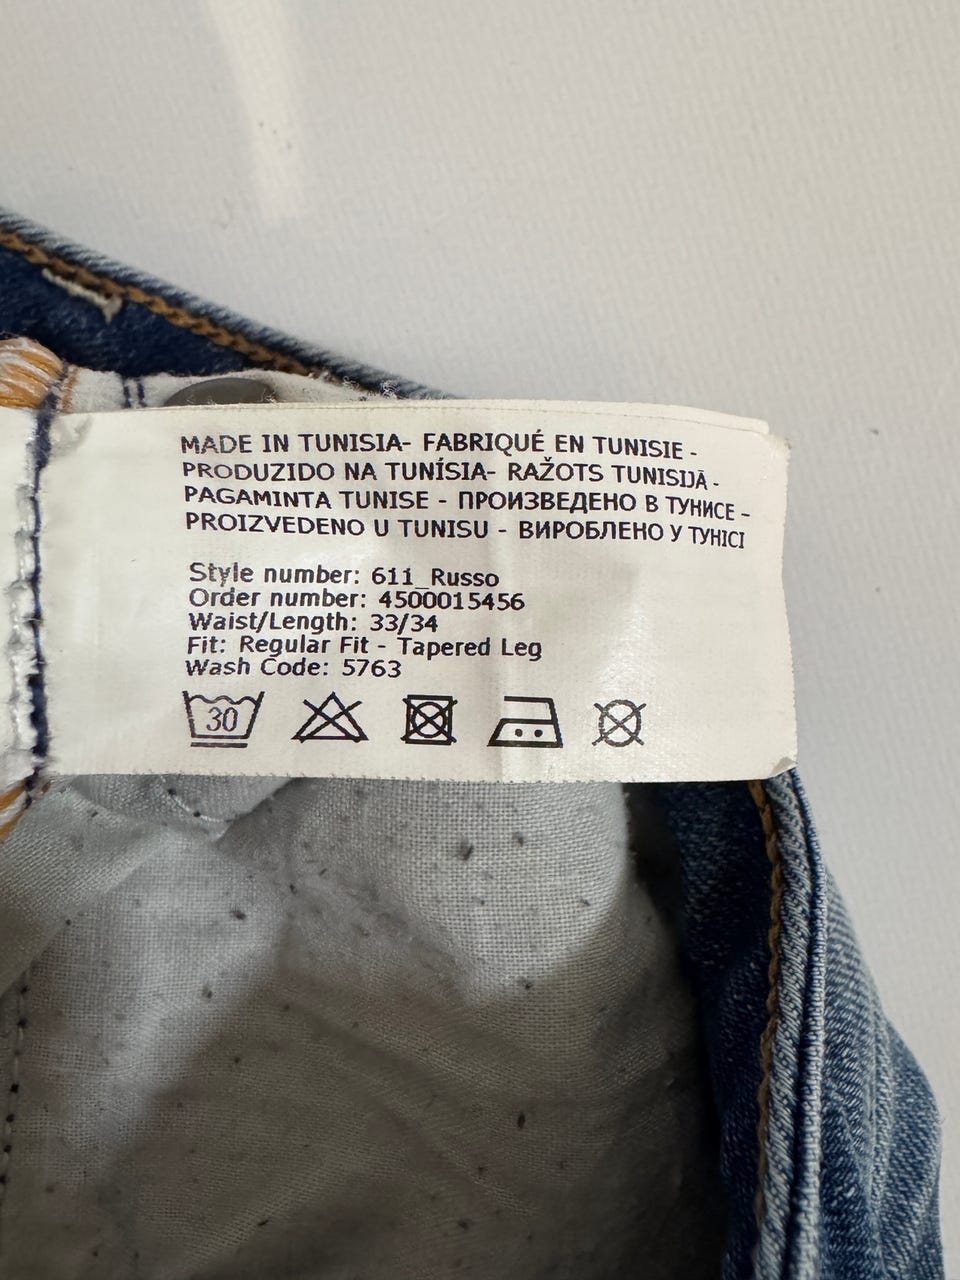 MADE IN TUNISIA- FABRIQUÉ EN TUNISIE -
PRODUZIDO NA TUNÍSIA- RAŽOTS TUNISIJĀ -
PAGAMINTA TUNISE - ПРОИЗВЕДЕНО В ТУНИСЕ -
PROIZVEDENO U TUNISU - ВИРОБЛЕНО У ТУНІСІ
Style number: 611_Russo
Order number: 4500015456
Waist/Length: 33/34
Fit: Regular Fit - Tapered Leg
Wash Code: 5763
30